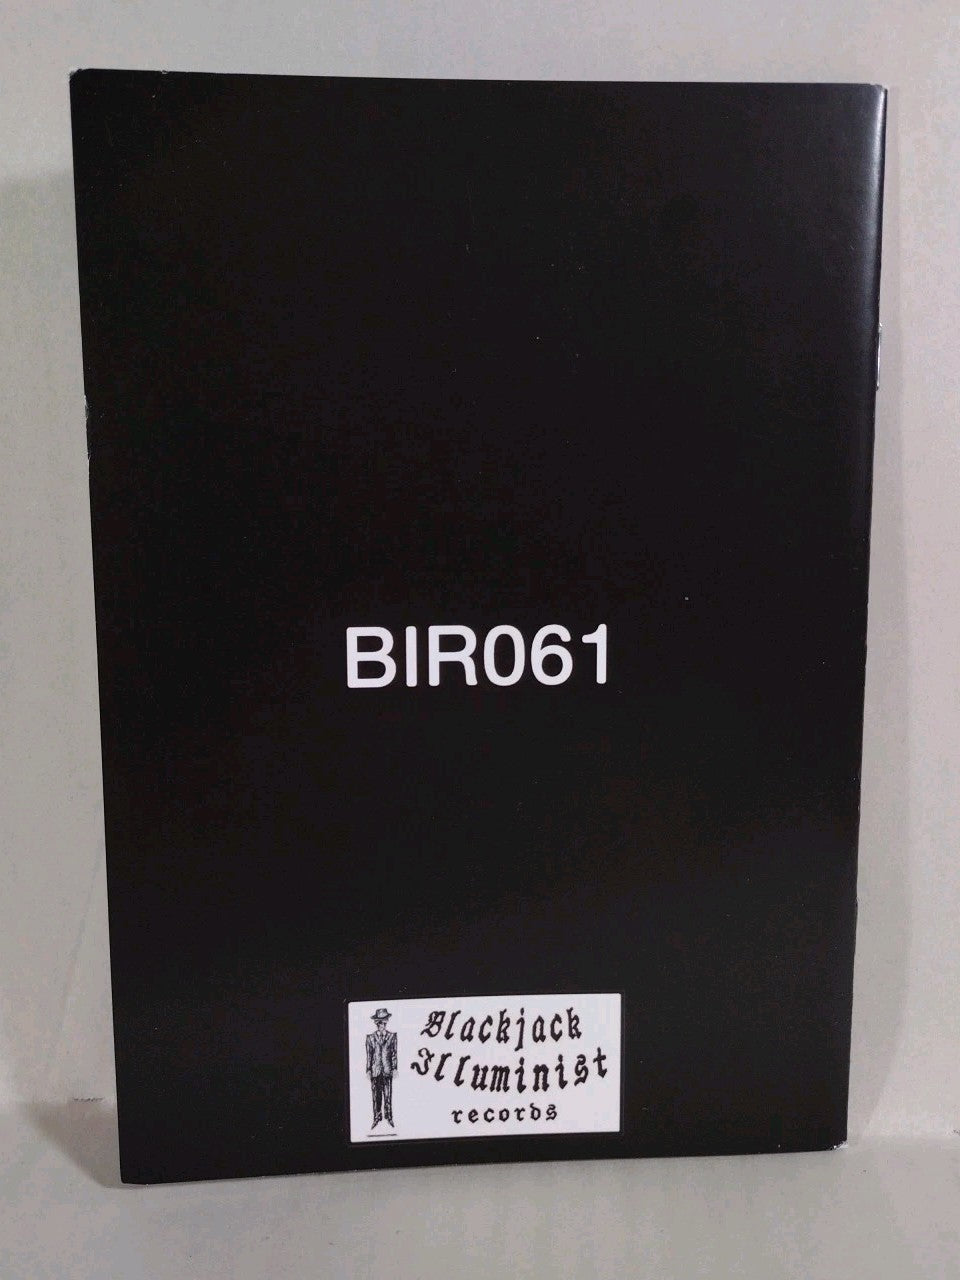 BIR061
Blackjack
Illuminist
records